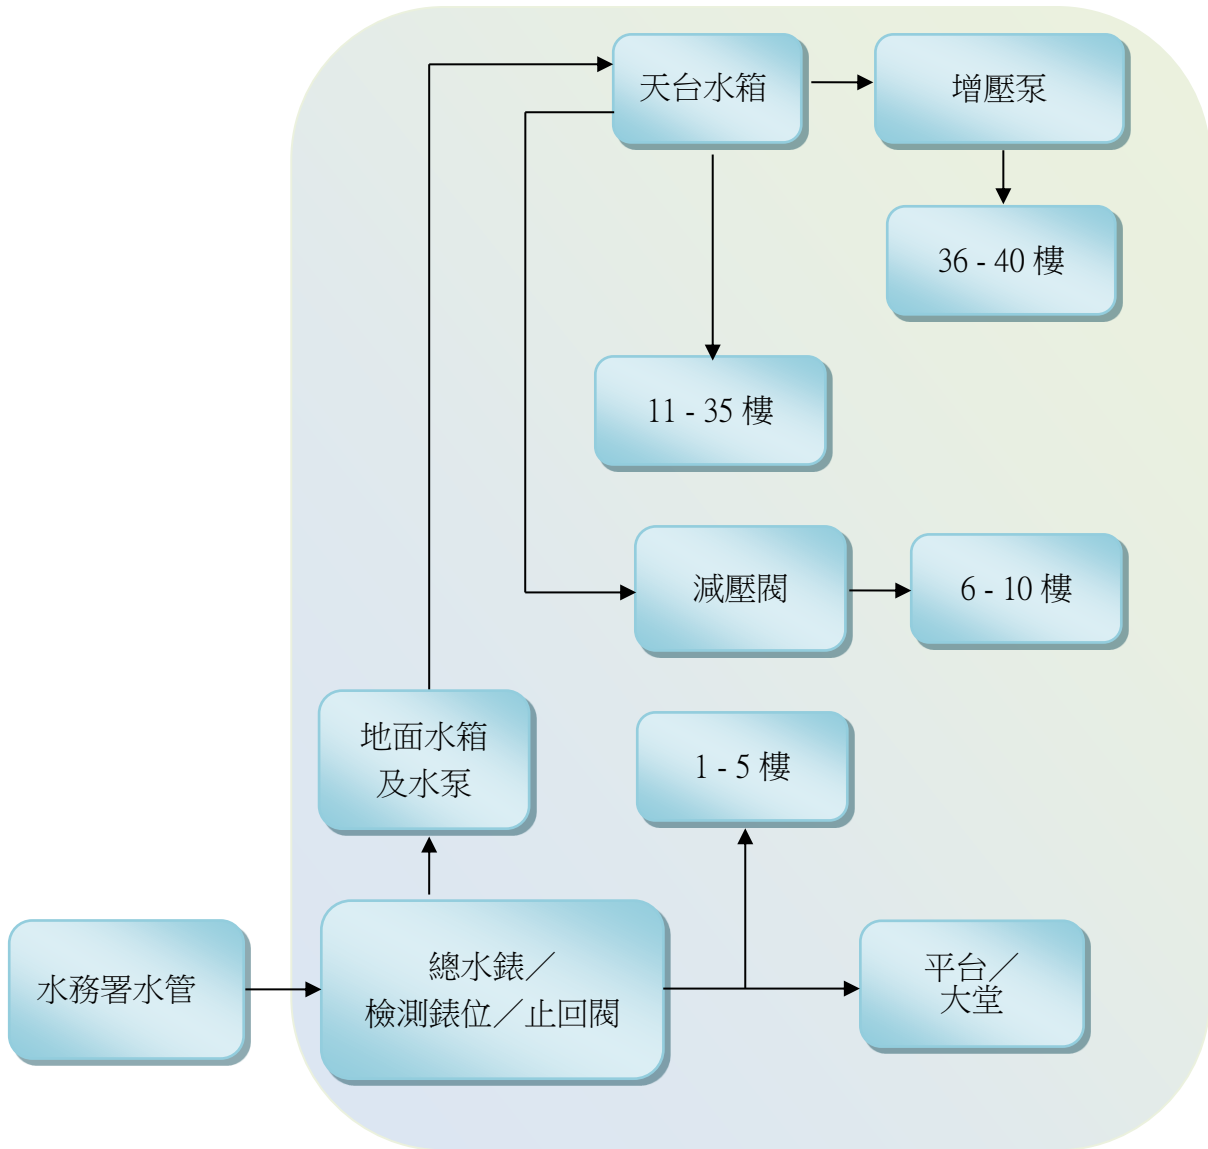 天台水箱
增壓泵
36 - 40 樓
11 - 35 樓
減壓閥
6 - 10 樓
地面水箱
及水泵
1 - 5 樓
水務署水管
總水錶／
檢測錶位／止回閥
平台／
大堂